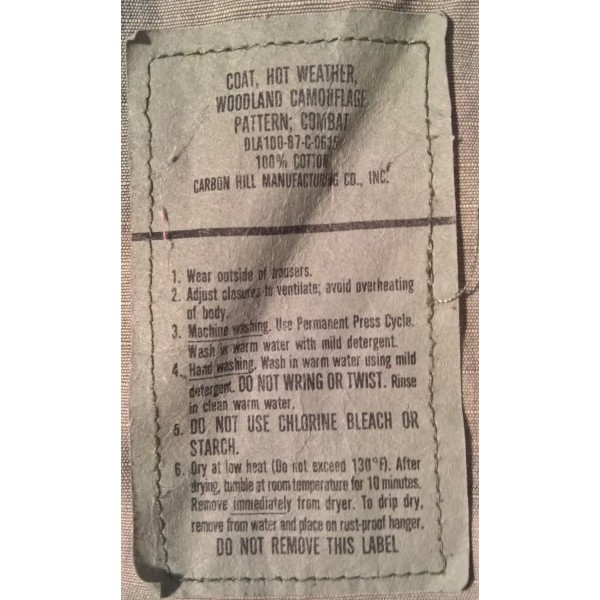 COAT, HOT WEATHER,
WOODLAND CAMOUFLAGE
PATTERN; COMBAT
DLA100-87-C-0615
100% COTTON
CARBON HILL MANUFACTURING CO., INC.
1. Wear outside of trousers.
2. Adjust closures to ventilate; avoid overheating
of body.
3. Machine washing. Use Permanent Press Cycle.
Wash in warm water with mild detergent.
4. Hand washing. Wash in warm water using mild
detergent. DO NOT WRING OR TWIST. Rinse
in clean warm water.
5. DO NOT USE CHLORINE BLEACH OR
STARCH.
6. Dry at low heat (Do not exceed 130°F). After
drying, tumble at room temperature for 10 minutes.
Remove immediately from dryer. To drip dry,
remove from water and place on rust-proof hanger.
DO NOT REMOVE THIS LABEL